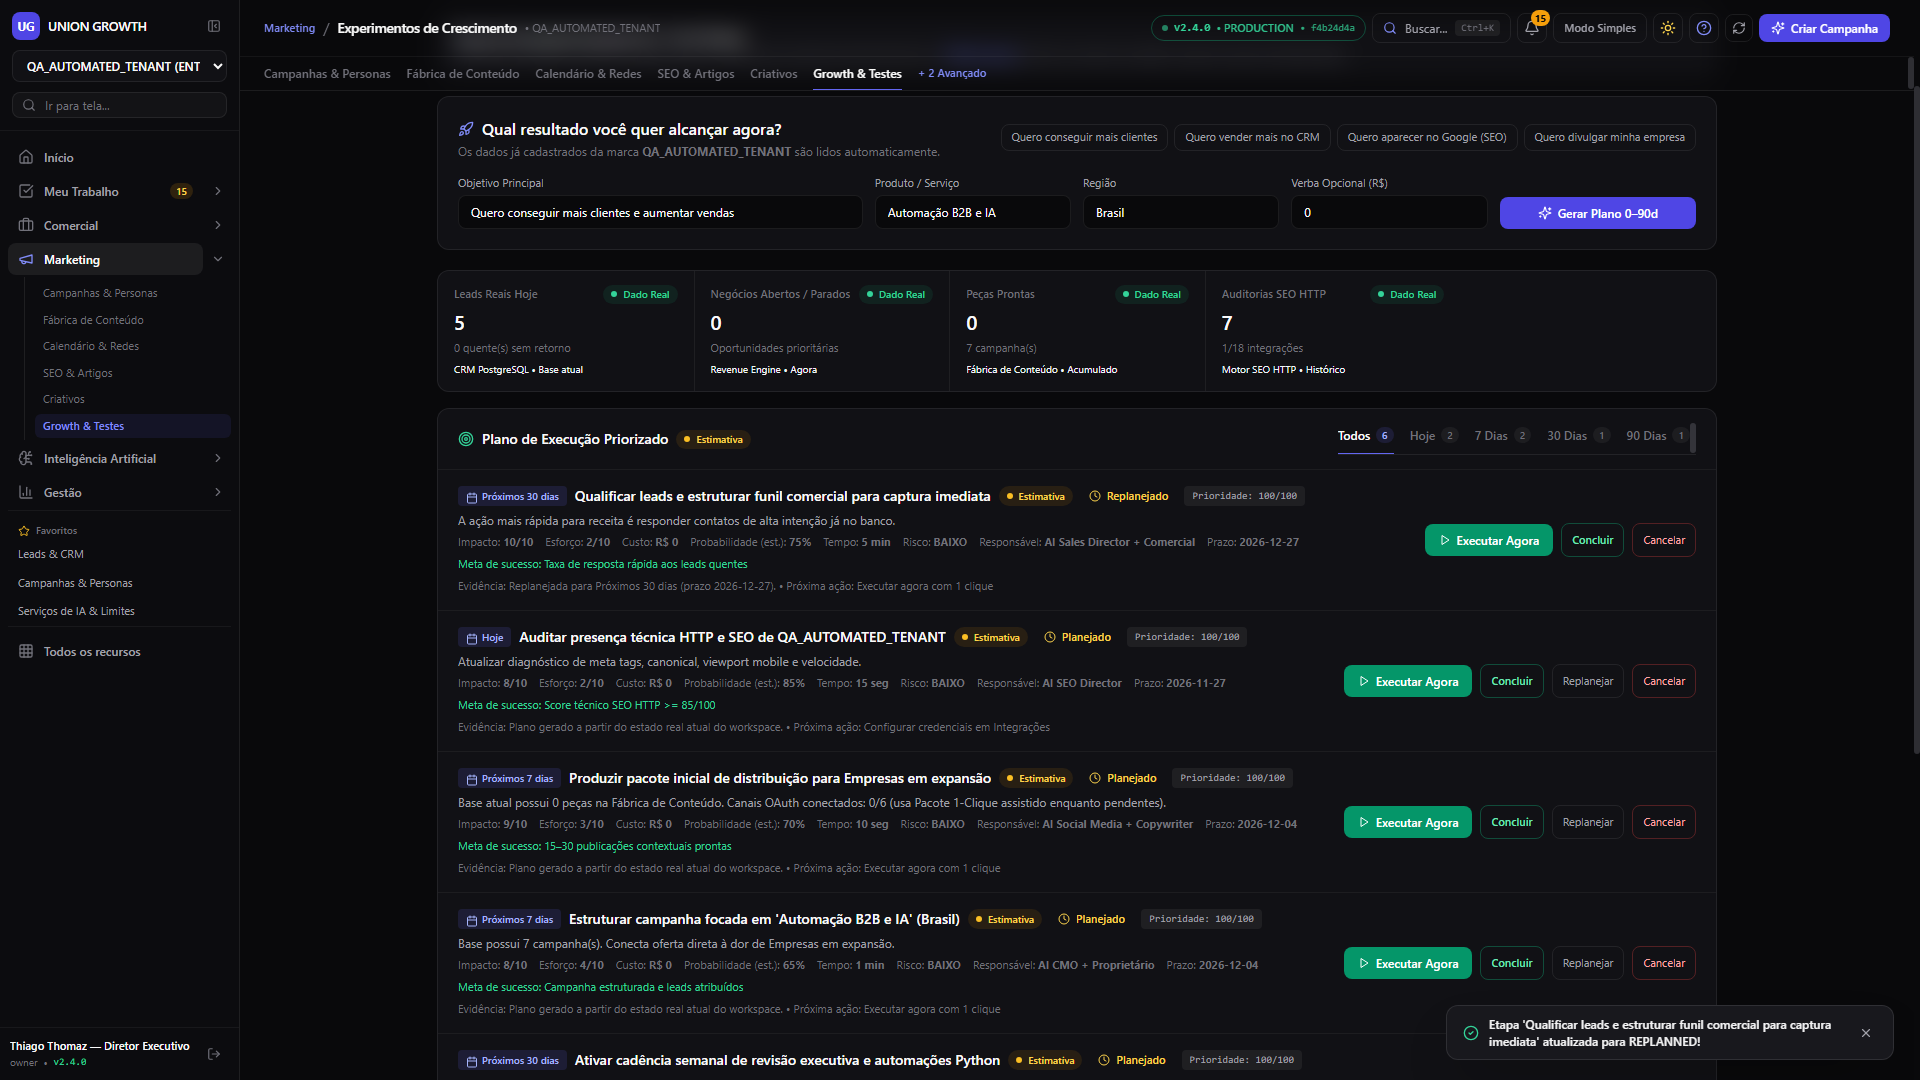 UG UNION GROWTH
QA_AUTOMATED_TENANT (ENT
Ir para tela...
Início
Meu Trabalho 15
Comercial
Marketing
Campanhas & Personas
Fábrica de Conteúdo
Calendário & Redes
SEO & Artigos
Criativos
Growth & Testes
Inteligência Artificial
Gestão
Favoritos
Leads & CRM
Campanhas & Personas
Serviços de IA & Limites
Todos os recursos
Thiago Thomaz — Diretor Executivo
owner • v2.4.0
Marketing / Experimentos de Crescimento • QA_AUTOMATED_TENANT
v2.4.0 • PRODUCTION • f4b24d4a
Buscar... Ctrl+K
15
Modo Simples
Criar Campanha
Campanhas & Personas Fábrica de Conteúdo Calendário & Redes SEO & Artigos Criativos Growth & Testes + 2 Avançado
Qual resultado você quer alcançar agora?
Os dados já cadastrados da marca QA_AUTOMATED_TENANT são lidos automaticamente.
Quero conseguir mais clientes Quero vender mais no CRM Quero aparecer no Google (SEO) Quero divulgar minha empresa
Objetivo Principal Produto / Serviço Região Verba Opcional (R$)
Quero conseguir mais clientes e aumentar vendas Automação B2B e IA Brasil 0 Gerar Plano 0–90d
Leads Reais Hoje Dado Real
5
0 quente(s) sem retorno
CRM PostgreSQL • Base atual
Negócios Abertos / Parados Dado Real
0
Oportunidades prioritárias
Revenue Engine • Agora
Peças Prontas Dado Real
0
7 campanha(s)
Fábrica de Conteúdo • Acumulado
Auditorias SEO HTTP Dado Real
7
1/18 integrações
Motor SEO HTTP • Histórico
Plano de Execução Priorizado Estimativa
Todos 6 Hoje 2 7 Dias 2 30 Dias 1 90 Dias 1
Próximos 30 dias Qualificar leads e estruturar funil comercial para captura imediata Estimativa Replanejado Prioridade: 100/100
A ação mais rápida para receita é responder contatos de alta intenção já no banco.
Impacto: 10/10 Esforço: 2/10 Custo: R$ 0 Probabilidade (est.): 75% Tempo: 5 min Risco: BAIXO Responsável: AI Sales Director + Comercial Prazo: 2026-12-27
Meta de sucesso: Taxa de resposta rápida aos leads quentes
Evidência: Replanejada para Próximos 30 dias (prazo 2026-12-27). • Próxima ação: Executar agora com 1 clique
Executar Agora Concluir Cancelar
Hoje Auditar presença técnica HTTP e SEO de QA_AUTOMATED_TENANT Estimativa Planejado Prioridade: 100/100
Atualizar diagnóstico de meta tags, canonical, viewport mobile e velocidade.
Impacto: 8/10 Esforço: 2/10 Custo: R$ 0 Probabilidade (est.): 85% Tempo: 15 seg Risco: BAIXO Responsável: AI SEO Director Prazo: 2026-11-27
Meta de sucesso: Score técnico SEO HTTP >= 85/100
Evidência: Plano gerado a partir do estado real atual do workspace. • Próxima ação: Configurar credenciais em Integrações
Executar Agora Concluir Replanejar Cancelar
Próximos 7 dias Produzir pacote inicial de distribuição para Empresas em expansão Estimativa Planejado Prioridade: 100/100
Base atual possui 0 peças na Fábrica de Conteúdo. Canais OAuth conectados: 0/6 (usa Pacote 1-Clique assistido enquanto pendentes).
Impacto: 9/10 Esforço: 3/10 Custo: R$ 0 Probabilidade (est.): 70% Tempo: 10 seg Risco: BAIXO Responsável: AI Social Media + Copywriter Prazo: 2026-12-04
Meta de sucesso: 15–30 publicações contextuais prontas
Evidência: Plano gerado a partir do estado real atual do workspace. • Próxima ação: Executar agora com 1 clique
Executar Agora Concluir Replanejar Cancelar
Próximos 7 dias Estruturar campanha focada em 'Automação B2B e IA' (Brasil) Estimativa Planejado Prioridade: 100/100
Base possui 7 campanha(s). Conecta oferta direta à dor de Empresas em expansão.
Impacto: 8/10 Esforço: 4/10 Custo: R$ 0 Probabilidade (est.): 65% Tempo: 1 min Risco: BAIXO Responsável: AI CMO + Proprietário Prazo: 2026-12-04
Meta de sucesso: Campanha estruturada e leads atribuídos
Evidência: Plano gerado a partir do estado real atual do workspace. • Próxima ação: Executar agora com 1 clique
Executar Agora Concluir Replanejar Cancelar
Próximos 30 dias Ativar cadência semanal de revisão executiva e automações Python Estimativa Planejado Prioridade: 100/100
Etapa 'Qualificar leads e estruturar funil comercial para captura
imediata' atualizada para REPLANNED!